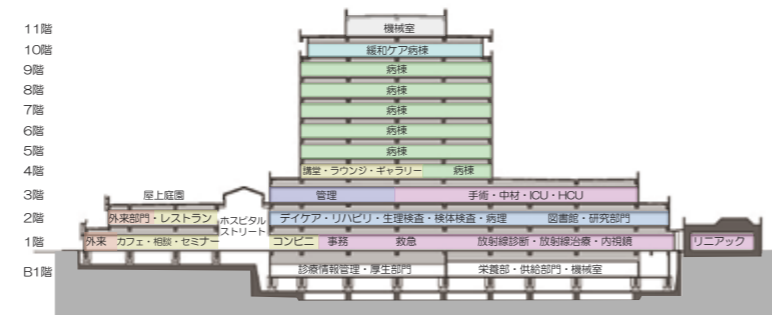 11階 機械室
10階 緩和ケア病棟
9階 病棟
8階 病棟
7階 病棟
6階 病棟
5階 病棟
4階 講堂・ラウンジ・ギャラリー 病棟
3階 屋上庭園 管理 手術・中材・ICU・HCU
2階 外来部門・レストラン ホスピタル デイケア・リハビリ・生理検査・検体検査・病理 図書館・研究部門
ストリート
1階 外来 カフェ・相談・セミナー コンビニ 事務 救急 放射線診断・放射線治療・内視鏡 リニアック
B1階 診療情報管理・厚生部門 栄養部・供給部門・機械室